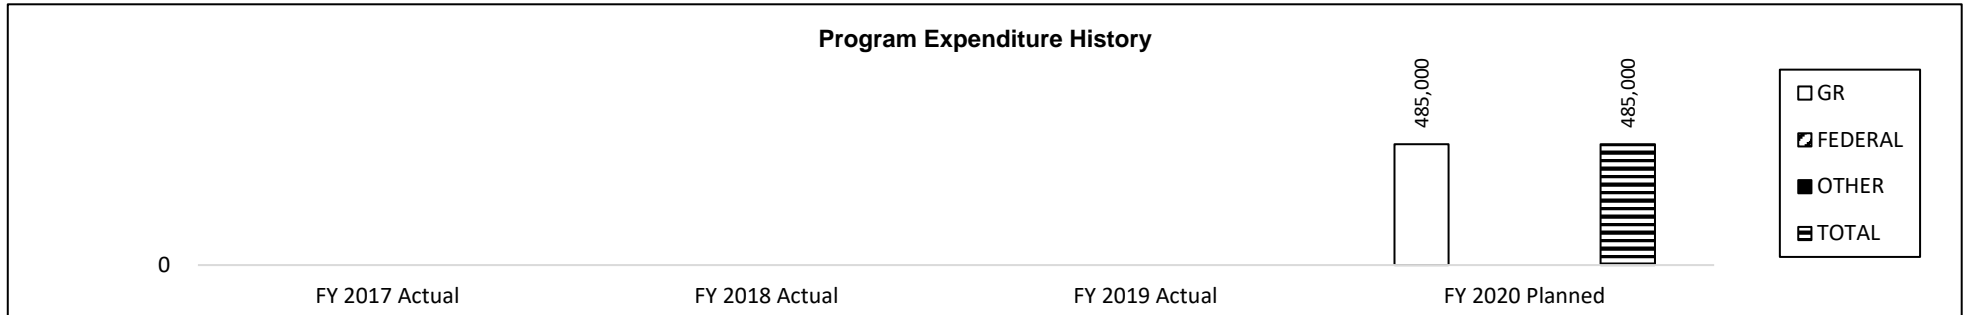 Program Expenditure History
485,000
485,000
GR
FEDERAL
OTHER
TOTAL
0
FY 2017 Actual
FY 2018 Actual
FY 2019 Actual
FY 2020 Planned